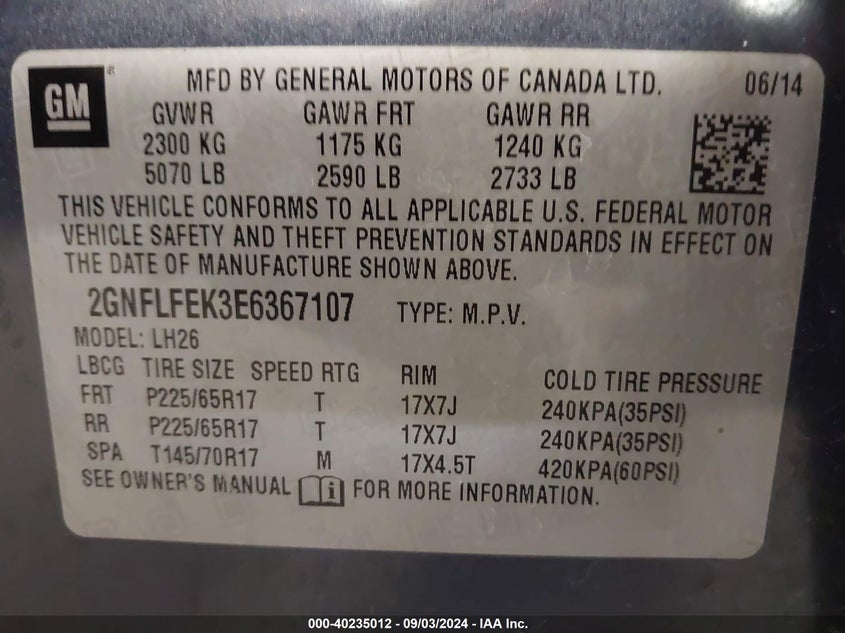 GM
MFD BY GENERAL MOTORS OF CANADA LTD. 06/14
GVWR GAWR FRT GAWR RR
2300 KG 1175 KG 1240 KG
5070 LB 2590 LB 2733 LB
THIS VEHICLE CONFORMS TO ALL APPLICABLE U.S. FEDERAL MOTOR
VEHICLE SAFETY AND THEFT PREVENTION STANDARDS IN EFFECT ON
THE DATE OF MANUFACTURE SHOWN ABOVE.
2GNFLFEK3E6367107 TYPE: M.P.V.
MODEL: LH26
LBCG TIRE SIZE SPEED RTG RIM COLD TIRE PRESSURE
FRT P225/65R17 T 17X7J 240KPA(35PSI)
RR P225/65R17 T 17X7J 240KPA(35PSI)
SPA T145/70R17 M 17X4.5T 420KPA(60PSI)
SEE OWNER'S MANUAL i FOR MORE INFORMATION.
000-40235012 - 09/03/2024 - IAA Inc.